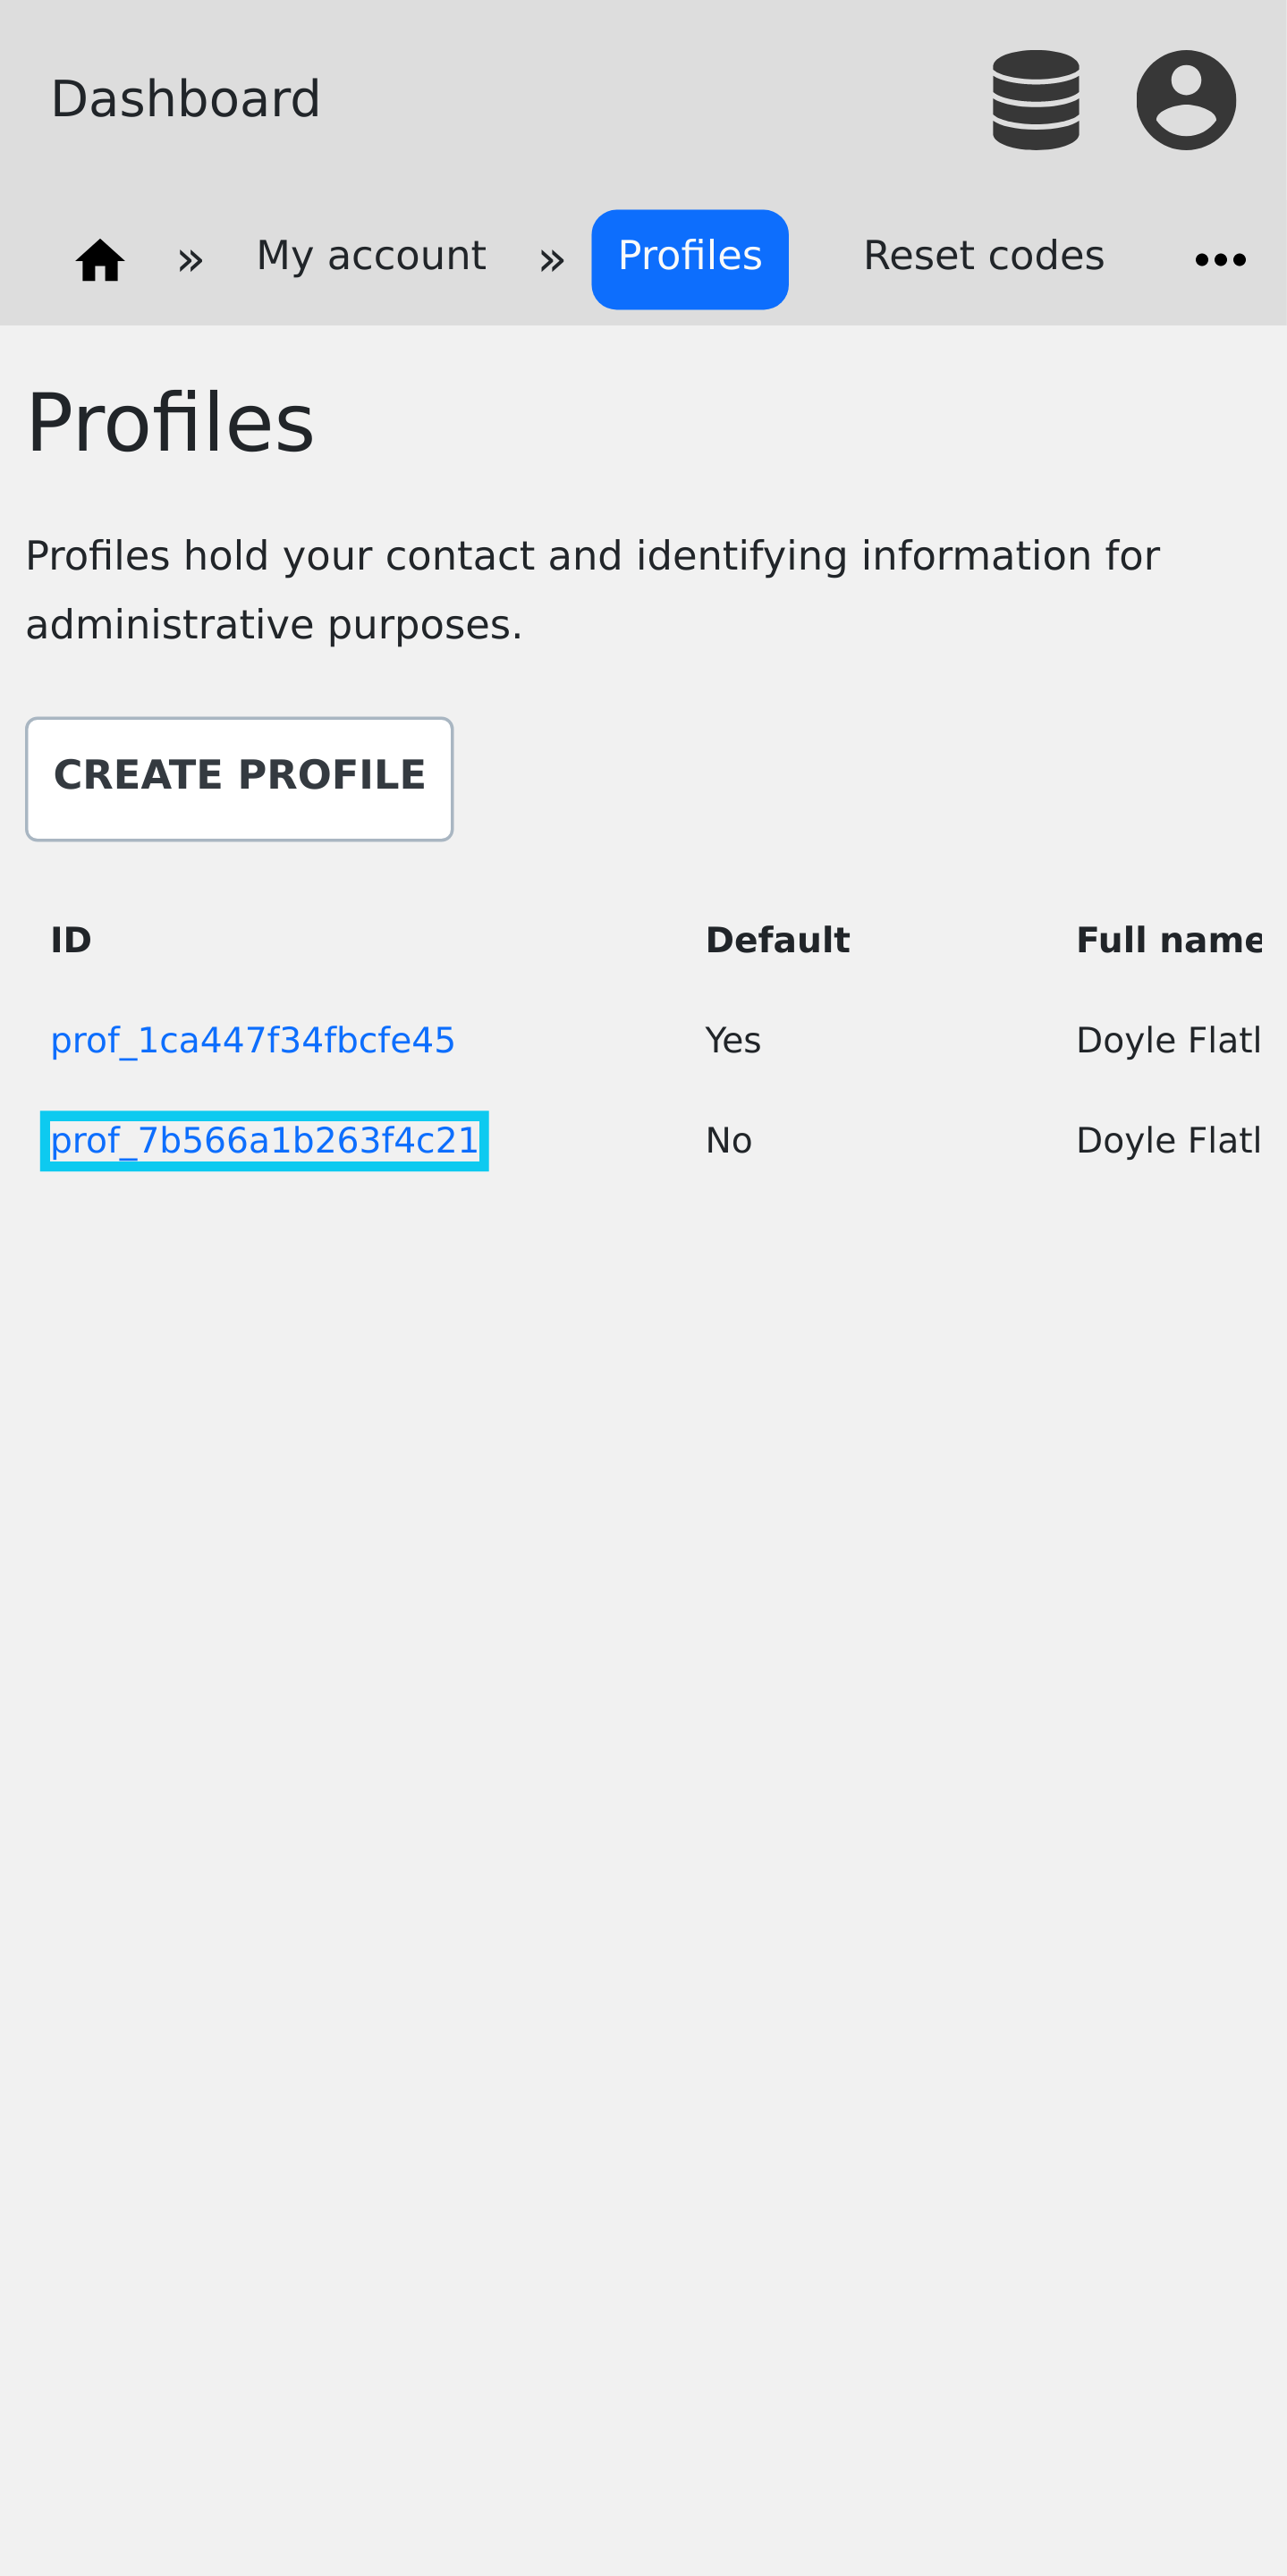 Dashboard
» My account » Profiles Reset codes
Profiles
Profiles hold your contact and identifying information for
administrative purposes.
CREATE PROFILE
ID Default Full name
prof_1ca447f34fbcfe45 Yes Doyle Flatl
prof_7b566a1b263f4c21 No Doyle Flatl